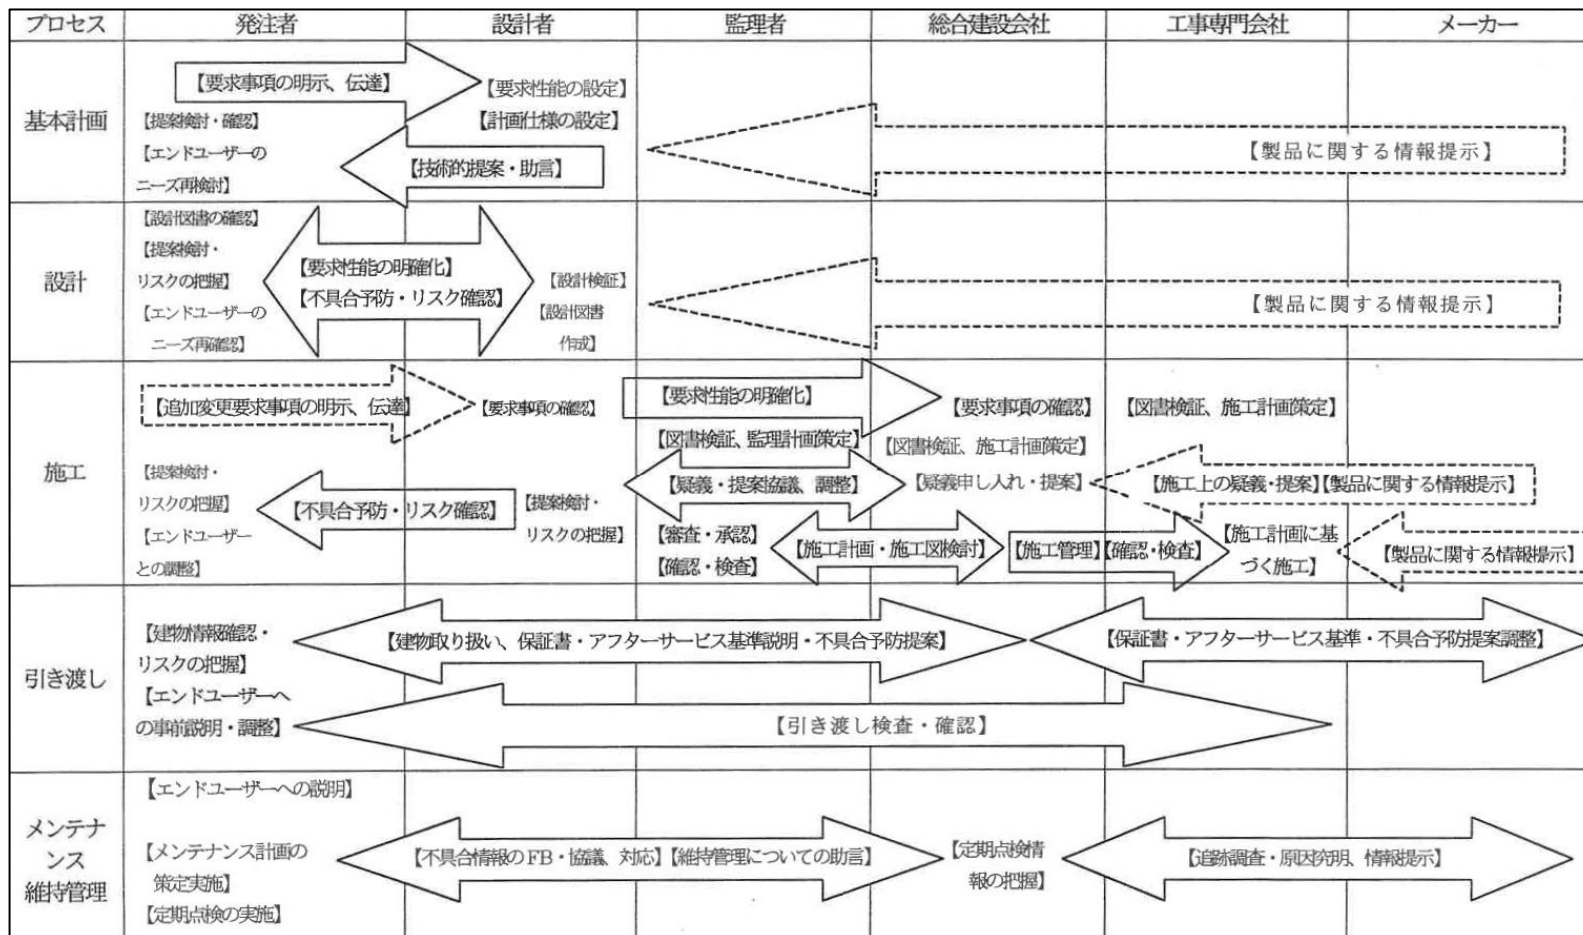 プロセス
発注者
設計者
監理者
総合建設会社
工事専門会社
メーカー
基本計画
【要求事項の明示、伝達】
【要求性能の設定】
【計画仕様の設定】
【提案検討・確認】
【エンドユーザーの
ニーズ再検討】
【技術的提案・助言】
【製品に関する情報提示】
設計
【設計図書の確認】
【提案検討・
リスクの把握】
【エンドユーザーの
ニーズ再確認】
【要求性能の明確化】
【不具合予防・リスク確認】
【設計検証】
【設計図書
作成】
【製品に関する情報提示】
施工
【追加変更要求事項の明示、伝達】
【要求事項の確認】
【要求性能の明確化】
【要求事項の確認】
【図書検証、施工計画策定】
【図書検証、監理計画策定】
【図書検証、施工計画策定】
【提案検討・
リスクの把握】
【エンドユーザー
との調整】
【不具合予防・リスク確認】
【提案検討・
リスクの把握】
【疑義・提案協議、調整】
【疑義申し入れ・提案】
【施工上の疑義・提案】【製品に関する情報提示】
【審査・承認】
【確認・検査】
【施工計画・施工図検討】
【施工管理】【確認・検査】
【施工計画に基
づく施工】
【製品に関する情報提示】
引き渡し
【建物情報確認・
リスクの把握】
【エンドユーザーへ
の事前説明・調整】
【建物取り扱い、保証書・アフターサービス基準説明・不具合予防提案】
【保証書・アフターサービス基準・不具合予防提案調整】
【引き渡し検査・確認】
メンテナ
ンス
維持管理
【エンドユーザーへの説明】
【メンテナンス計画の
策定実施】
【定期点検の実施】
【不具合情報のFB・協議、対応】【維持管理についての助言】
【定期点検情
報の把握】
【追跡調査・原因究明、情報提示】